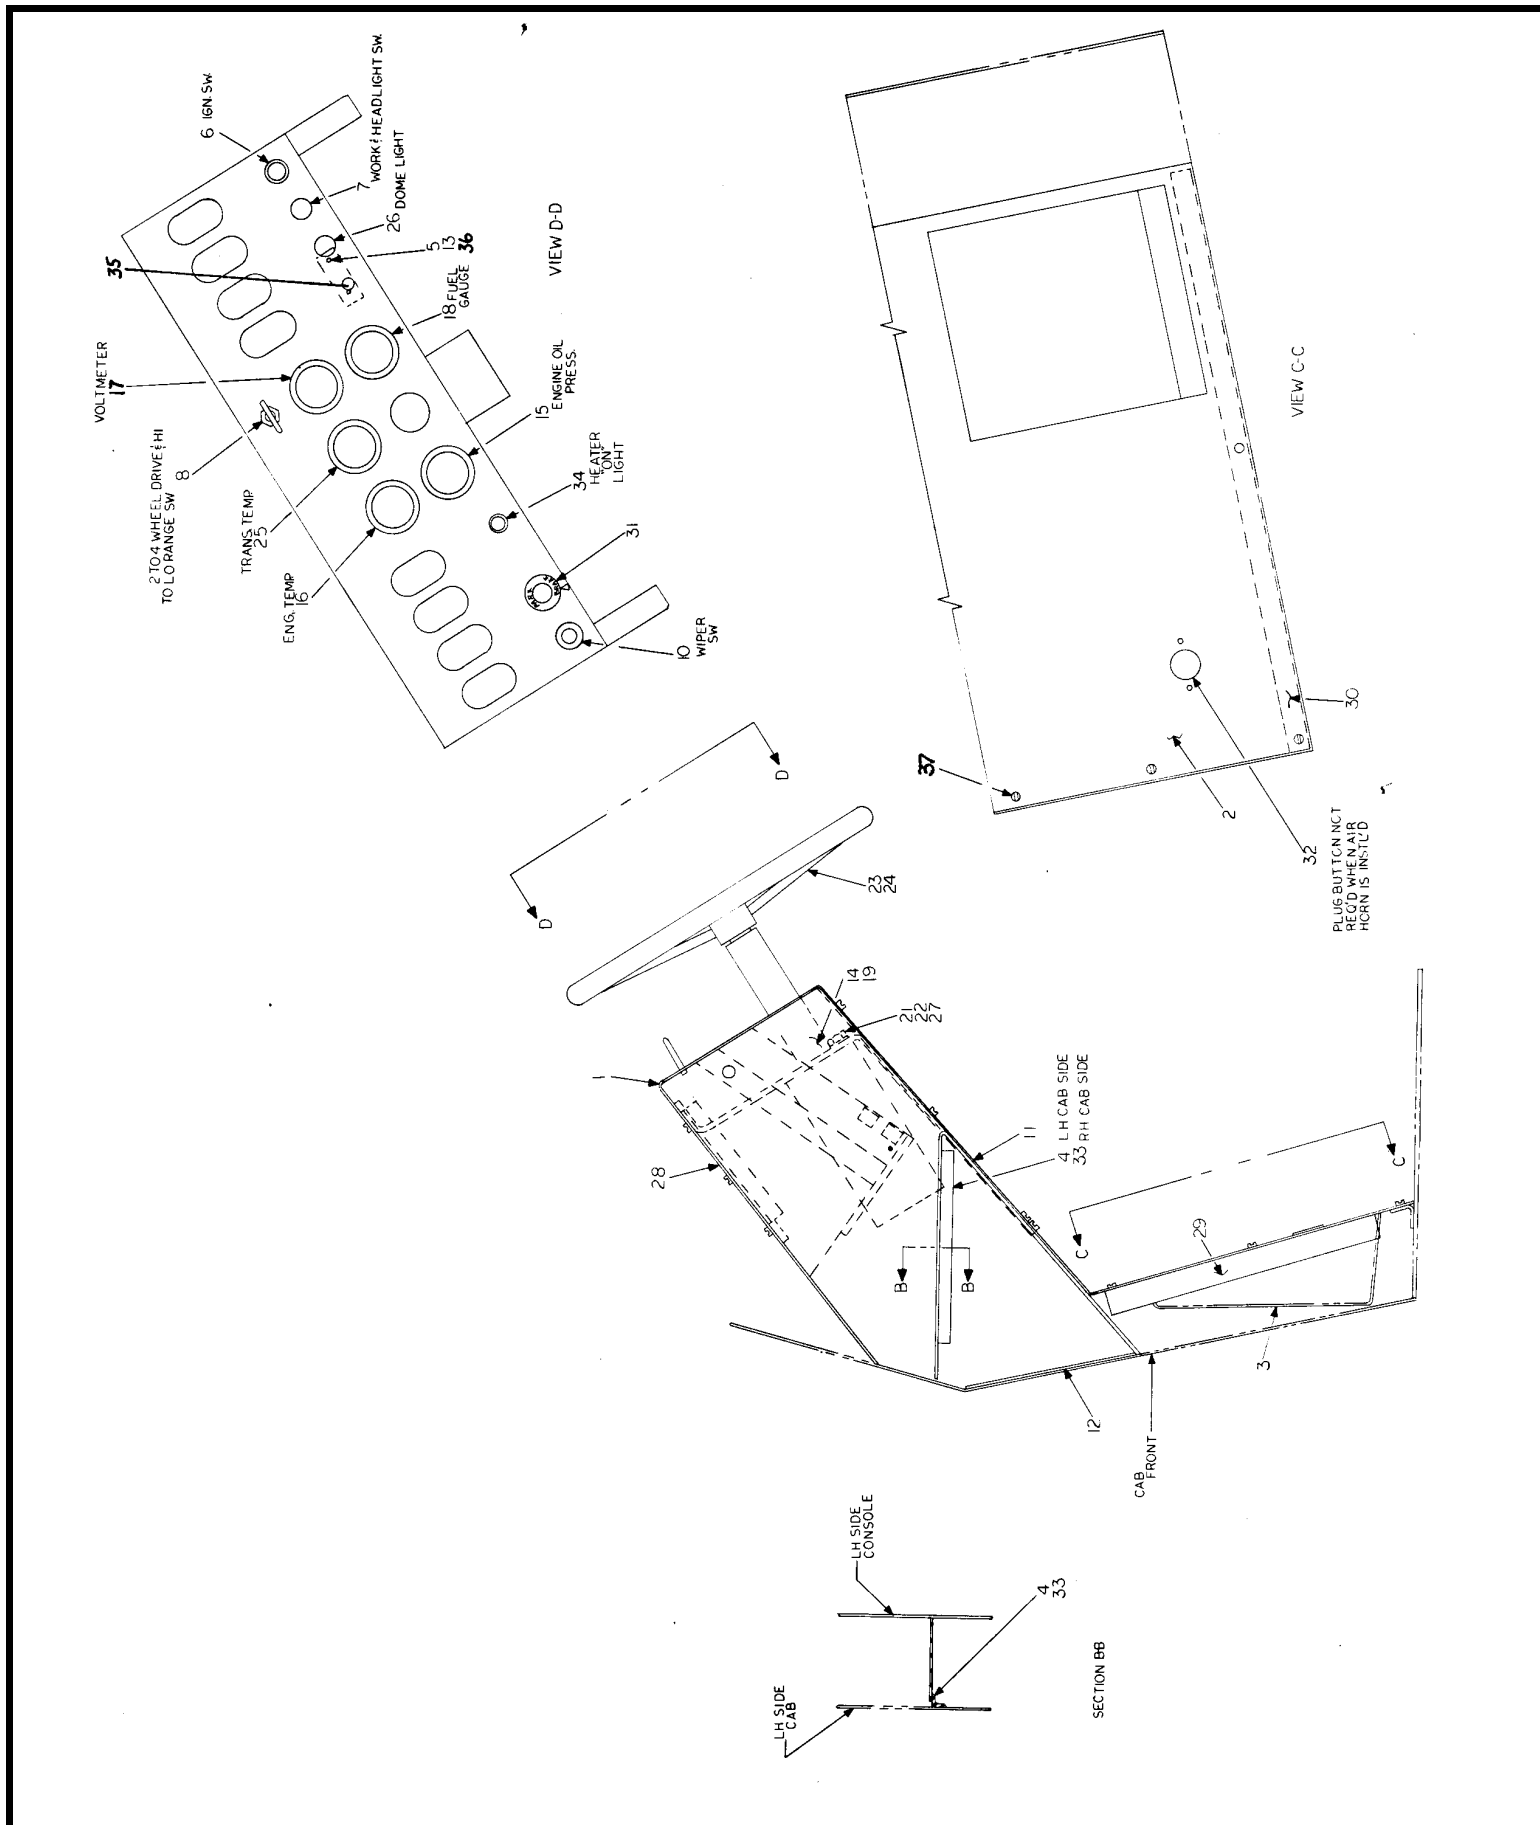 6 IGN. SW.
7 WORK & HEADLIGHT SW.
26 DOME LIGHT
5 13 36
35
18 FUEL
GAUGE
VIEW D-D
VOLTMETER
17
15 ENGINE OIL
PRESS.
2 TO 4 WHEEL DRIVE & HI
TO LO RANGE SW
8
34 HEATER
"ON"
LIGHT
TRANS. TEMP
25
31
ENG. TEMP
16
10 WIPER
SW
VIEW C-C
30
37
2
32
PLUG BUTTON NOT
REQ'D WHEN AIR
HORN IS INSTL'D
D
D
23
24
14
19
21
22
27
1
28
11
4 LH CAB SIDE
33 RH CAB SIDE
B
B
C
C
29
3
12
CAB
FRONT
LH SIDE
CONSOLE
4
33
LH SIDE
CAB
SECTION BB